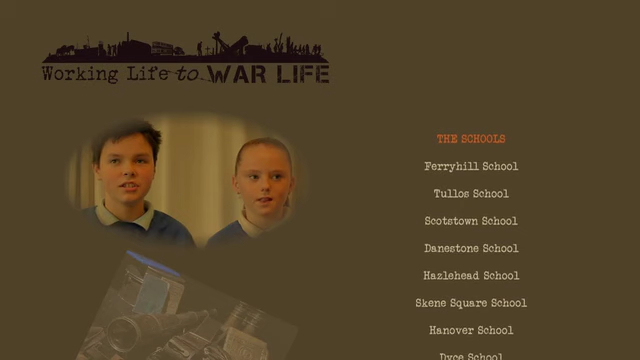 Working Life to WAR LIFE
THE SCHOOLS
Ferryhill School
Tullos School
Scotstown School
Danestone School
Hazlehead School
Skene Square School
Hanover School
Dyce School